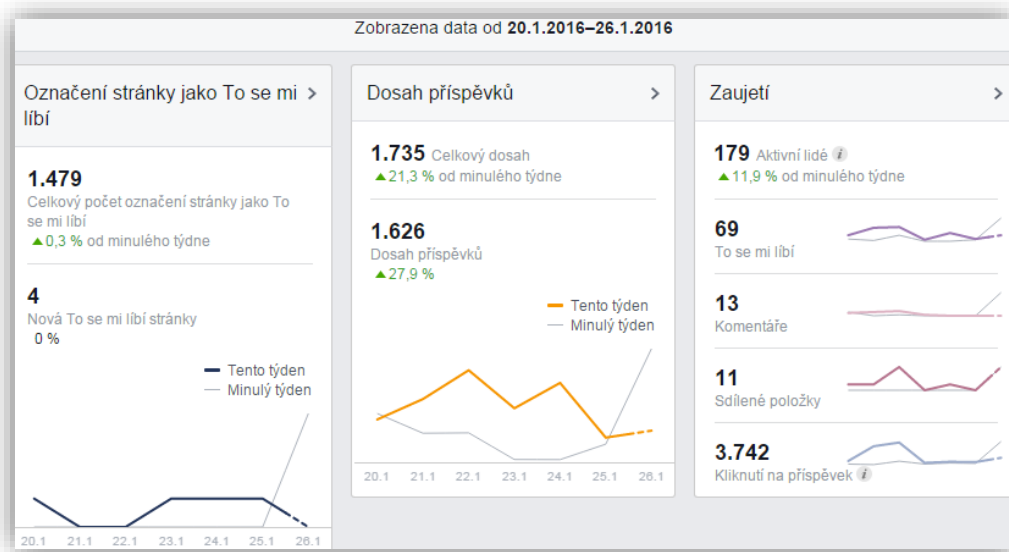 Zobrazena data od 20.1.2016–26.1.2016
Označení stránky jako To se mi
líbí
1.479
Celkový počet označení stránky jako To
se mi líbí
0,3 % od minulého týdne
4
Nová To se mi líbí stránky
0 %
Tento týden
Minulý týden
20.1 21.1 22.1 23.1 24.1 25.1 26.1
Dosah příspěvků
1.735 Celkový dosah
21,3 % od minulého týdne
1.626
Dosah příspěvků
27,9 %
Tento týden
Minulý týden
20.1 21.1 22.1 23.1 24.1 25.1 26.1
Zaujetí
179 Aktivní lidé i
11,9 % od minulého týdne
69
To se mi líbí
13
Komentáře
11
Sdílené položky
3.742
Kliknutí na příspěvek i